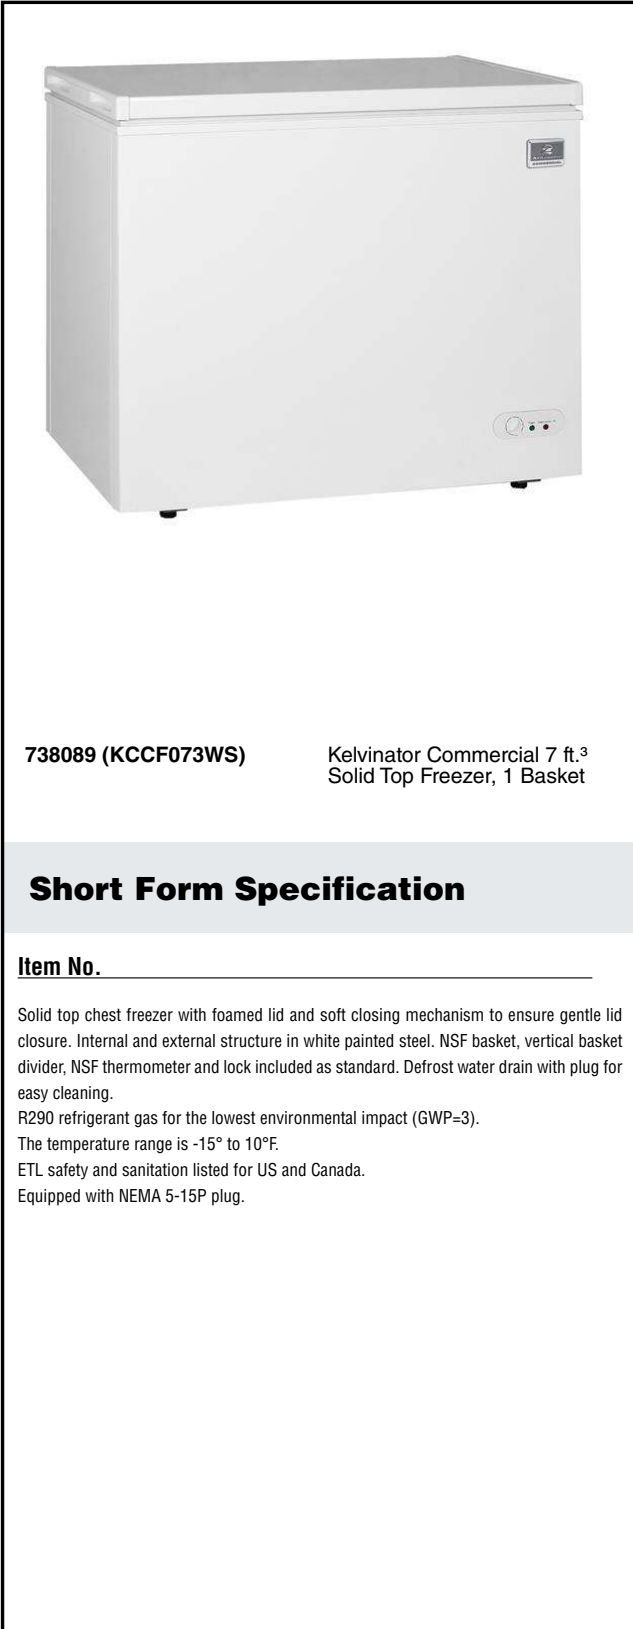 738089 (KCCF073WS)
Kelvinator Commercial 7 ft.³
Solid Top Freezer, 1 Basket
Short Form Specification
Item No.
Solid top chest freezer with foamed lid and soft closing mechanism to ensure gentle lid
closure. Internal and external structure in white painted steel. NSF basket, vertical basket
divider, NSF thermometer and lock included as standard. Defrost water drain with plug for
easy cleaning.
R290 refrigerant gas for the lowest environmental impact (GWP=3).
The temperature range is -15° to 10°F.
ETL safety and sanitation listed for US and Canada.
Equipped with NEMA 5-15P plug.